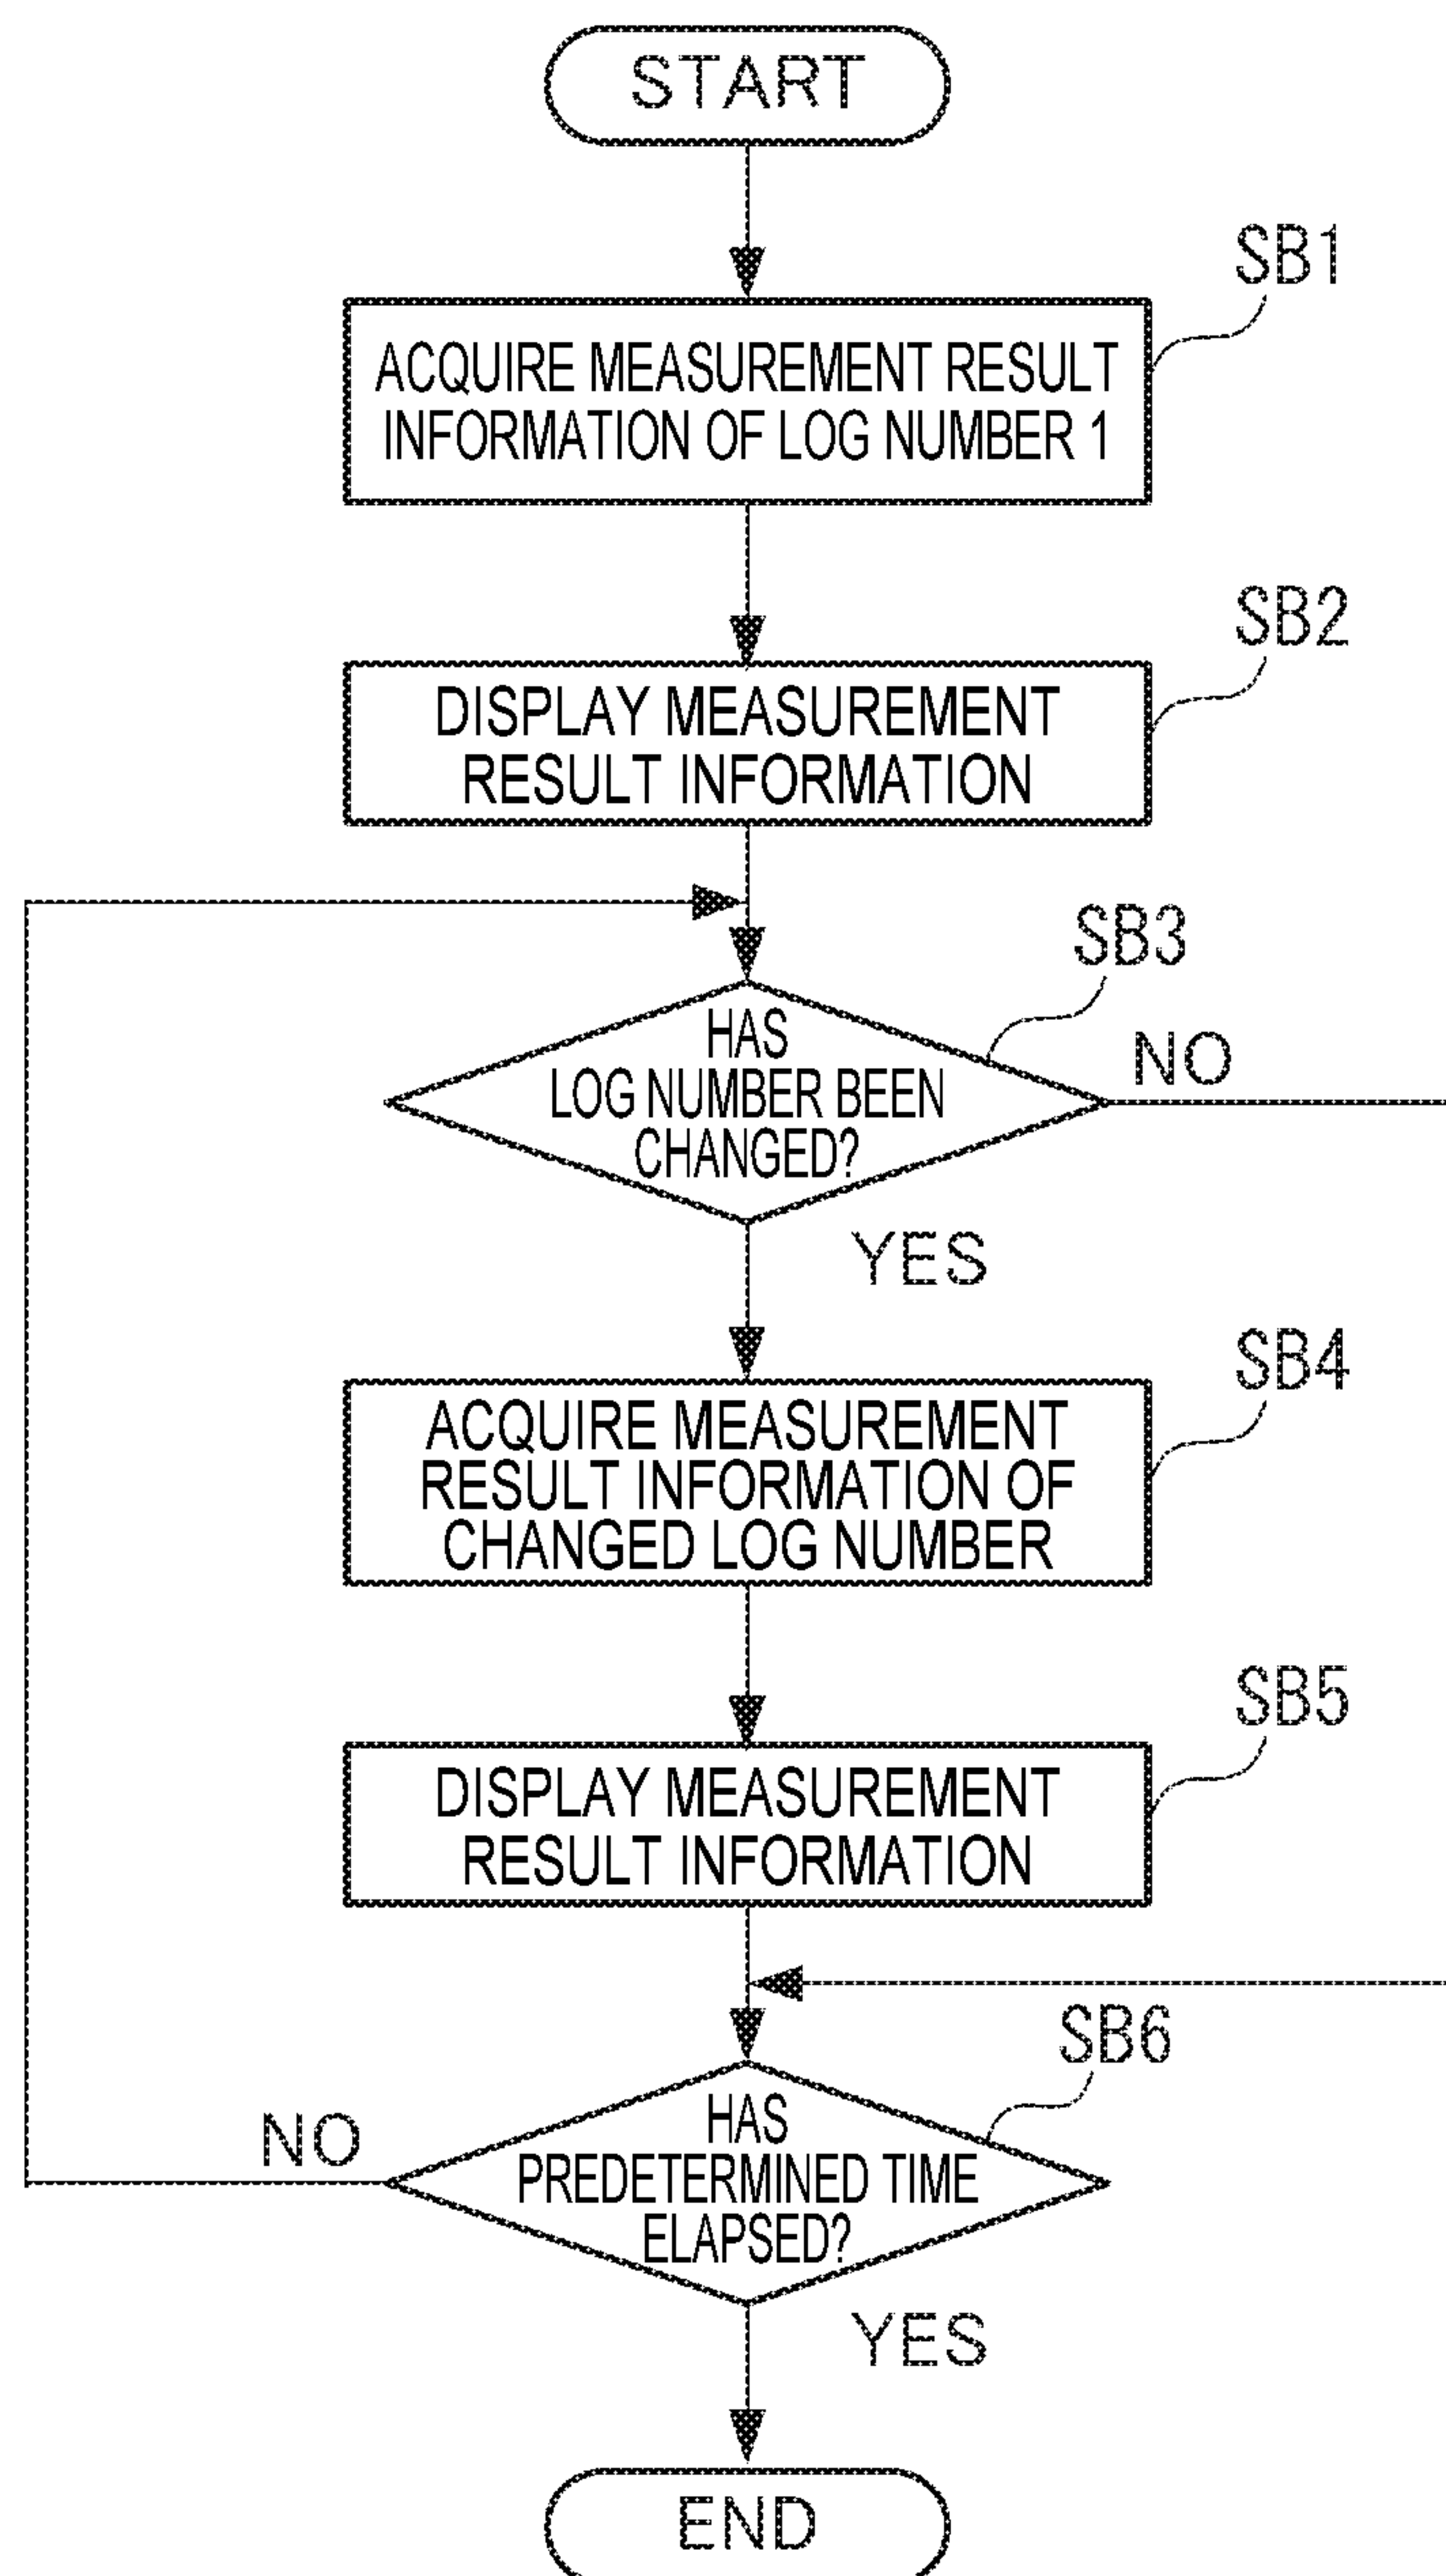 START
SB1
ACQUIRE MEASUREMENT RESULT
INFORMATION OF LOG NUMBER 1
SB2
DISPLAY MEASUREMENT
RESULT INFORMATION
SB3
HAS
LOG NUMBER BEEN
CHANGED?
NO
YES
SB4
ACQUIRE MEASUREMENT
RESULT INFORMATION OF
CHANGED LOG NUMBER
SB5
DISPLAY MEASUREMENT
RESULT INFORMATION
SB6
HAS
PREDETERMINED TIME
ELAPSED?
NO
YES
END